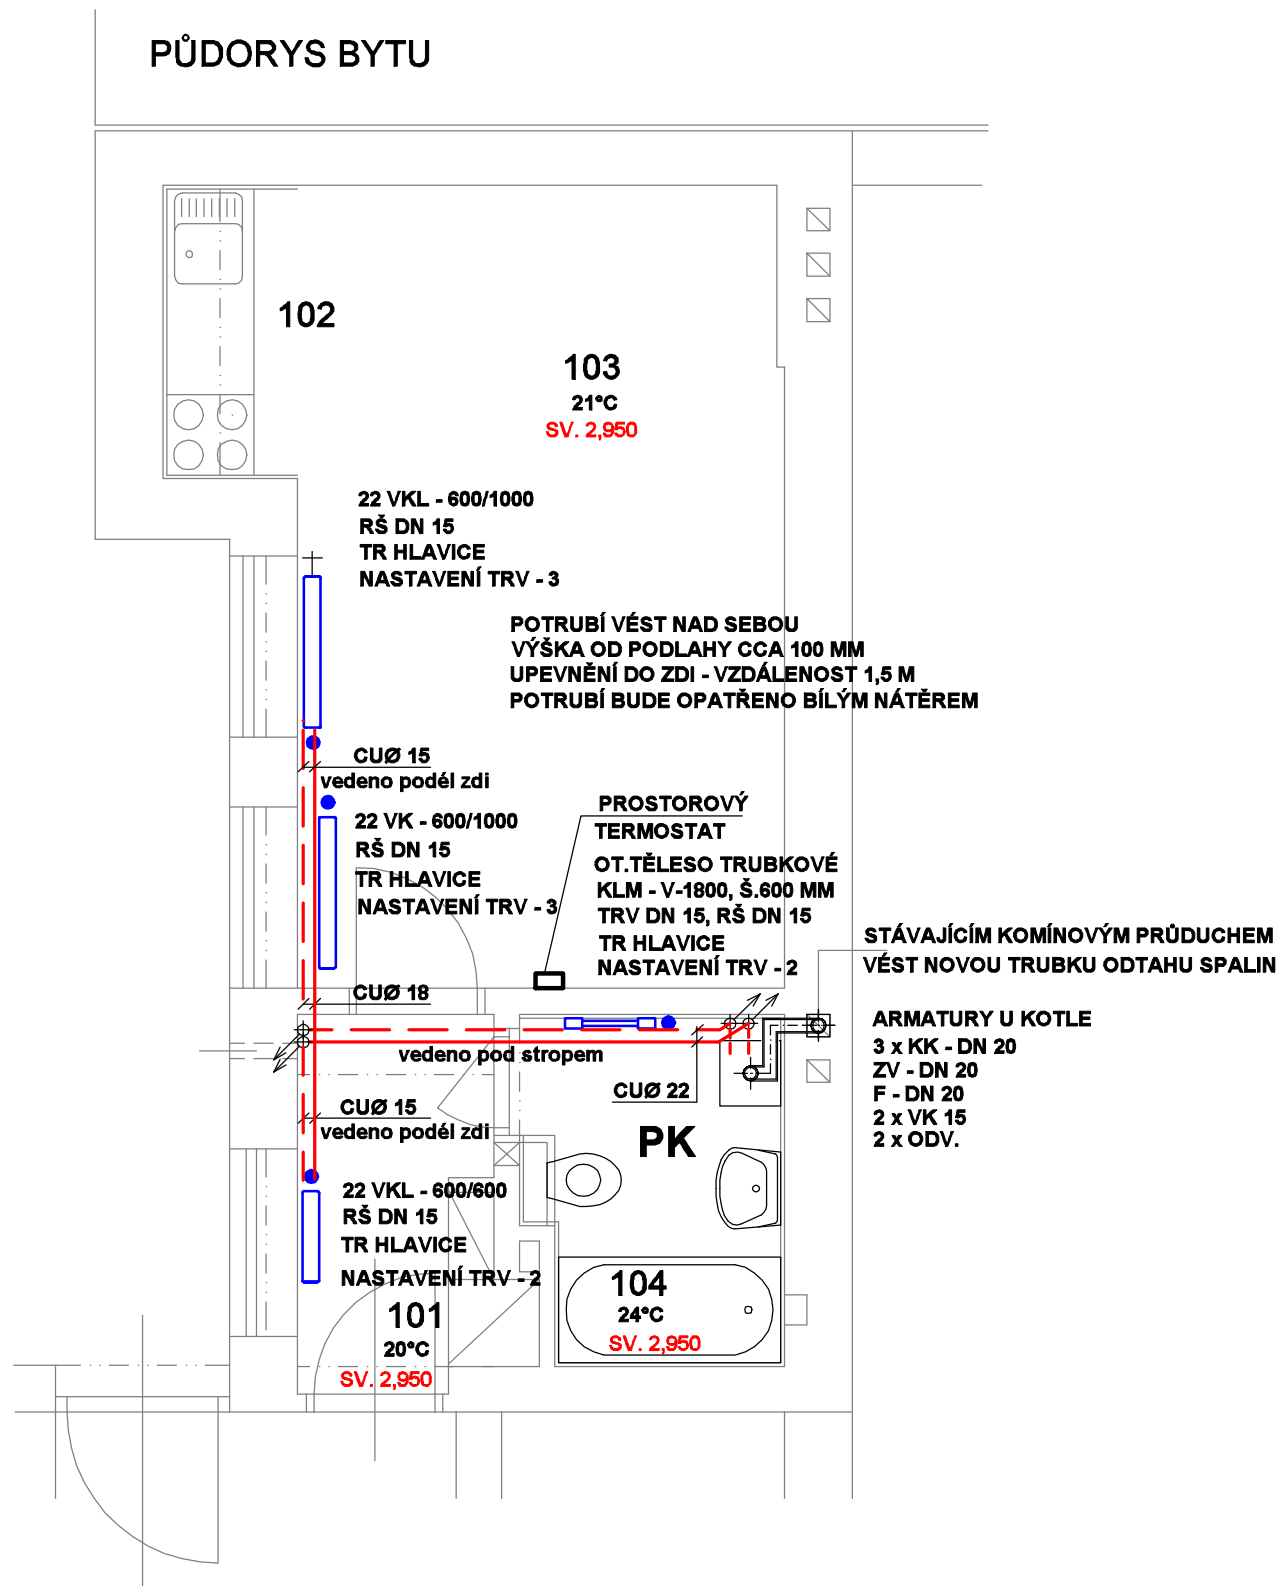 PŮDORYS BYTU
102
103
21°C
SV. 2,950
22 VKL - 600/1000
RŠ DN 15
TR HLAVICE
NASTAVENÍ TRV - 3
POTRUBÍ VÉST NAD SEBOU
VÝŠKA OD PODLAHY CCA 100 MM
UPEVNĚNÍ DO ZDI - VZDÁLENOST 1,5 M
POTRUBÍ BUDE OPATŘENO BÍLÝM NÁTĚREM
CUØ 15
vedeno podél zdi
22 VK - 600/1000
RŠ DN 15
TR HLAVICE
NASTAVENÍ TRV - 3
PROSTOROVÝ
TERMOSTAT
OT.TĚLESO TRUBKOVÉ
KLM - V-1800, Š.600 MM
TRV DN 15, RŠ DN 15
TR HLAVICE
NASTAVENÍ TRV - 2
STÁVAJÍCÍM KOMÍNOVÝM PRŮDUCHEM
VÉST NOVOU TRUBKU ODTAHU SPALIN
CUØ 18
vedeno pod stropem
CUØ 22
ARMATURY U KOTLE
3 x KK - DN 20
ZV - DN 20
F - DN 20
2 x VK 15
2 x ODV.
CUØ 15
vedeno podél zdi
PK
22 VKL - 600/600
RŠ DN 15
TR HLAVICE
NASTAVENÍ TRV - 2
101
20°C
SV. 2,950
104
24°C
SV. 2,950